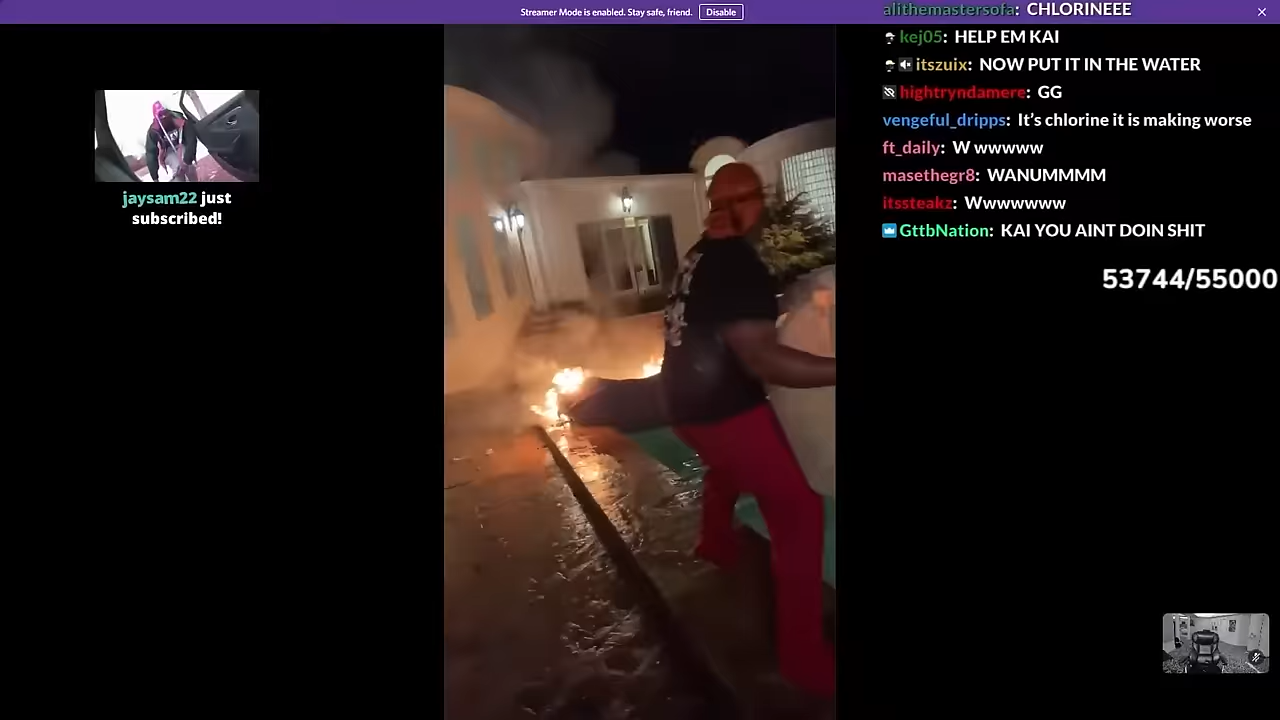 Streamer Mode is enabled. Stay safe, friend. Disable
alithemastersofa: CHLORINEEE
kej05: HELP EM KAI
itszuix: NOW PUT IT IN THE WATER
hightryndamere: GG
vengeful_dripps: It’s chlorine it is making worse
ft_daily: W wwwww
masethegr8: WANUMMMM
itssteakz: Wwwwwww
GttbNation: KAI YOU AINT DOIN SHIT
jaysam22 just
subscribed!
53744/55000